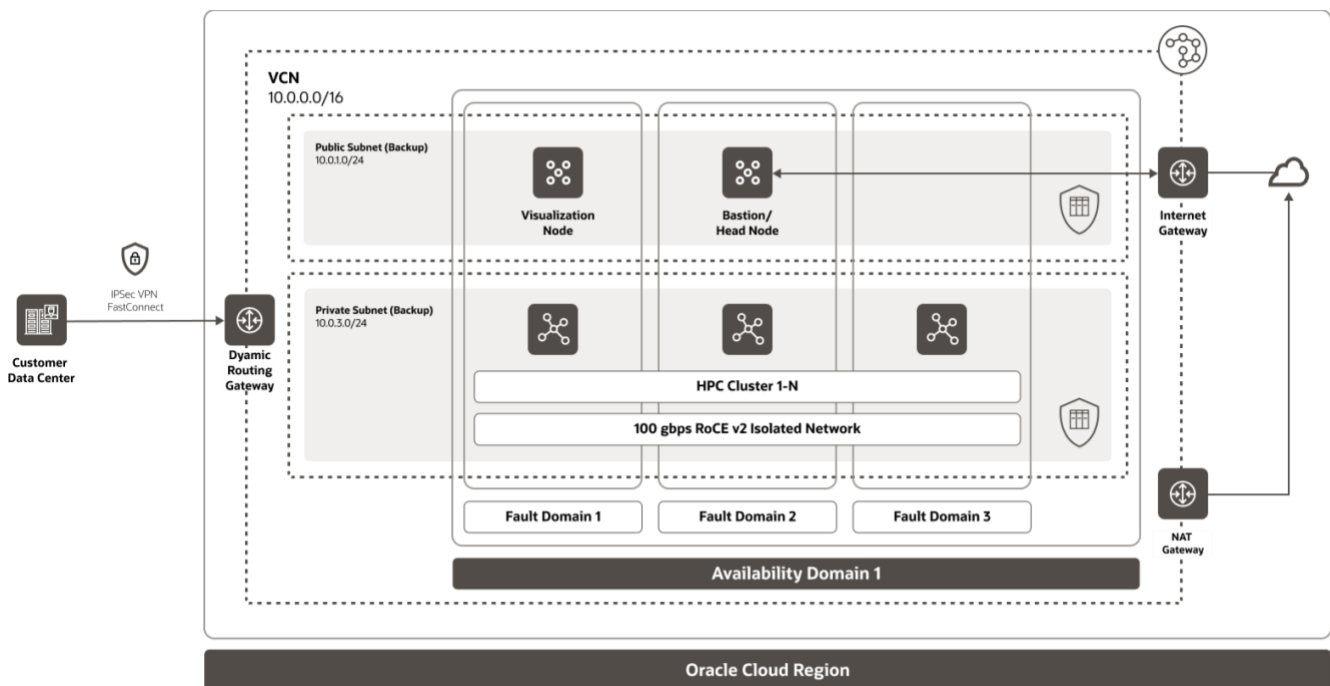 VCN
10.0.0.0/16
Public Subnet (Backup)
10.0.1.0/24
Visualization
Node
Bastion/
Head Node
Internet
Gateway
IPSec VPN
FastConnect
Customer
Data Center
Dyamic
Routing
Gateway
Private Subnet (Backup)
10.0.3.0/24
HPC Cluster 1-N
100 gbps RoCE v2 Isolated Network
Fault Domain 1
Fault Domain 2
Fault Domain 3
NAT
Gateway
Availability Domain 1
Oracle Cloud Region